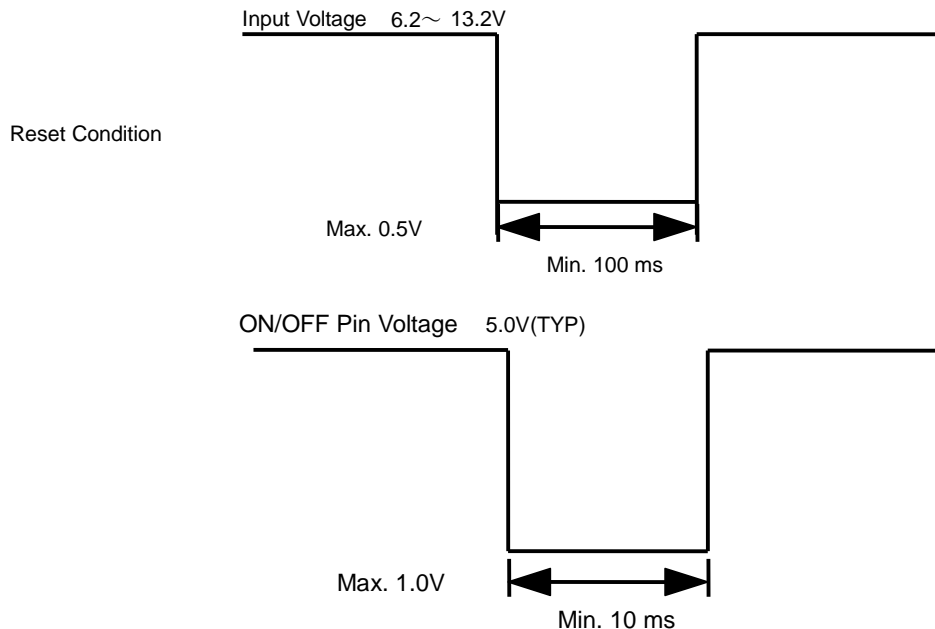 Input Voltage 6.2～ 13.2V
Reset Condition
Max. 0.5V
Min. 100 ms
ON/OFF Pin Voltage 5.0V(TYP)
Max. 1.0V
Min. 10 ms